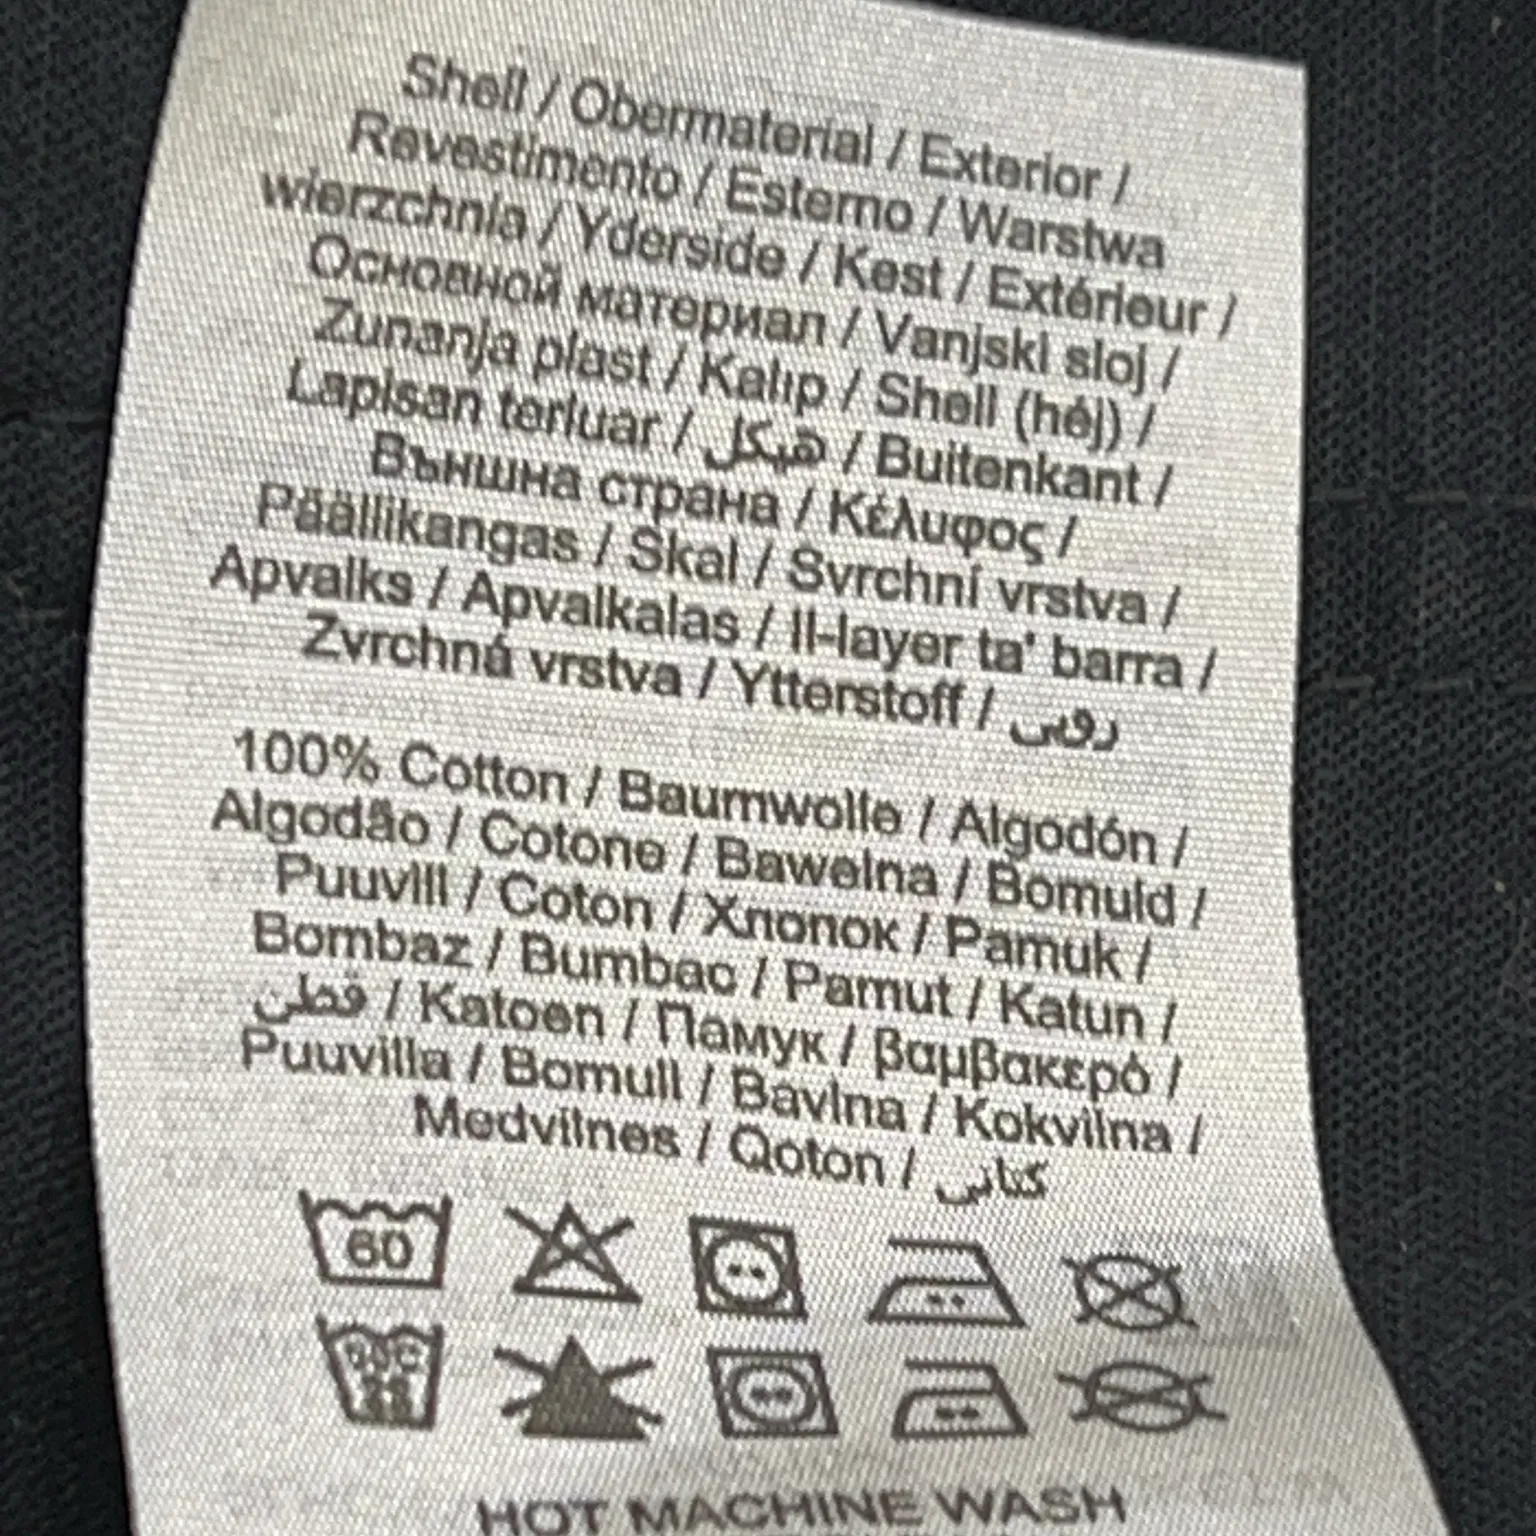 Shell / Obermaterial / Exterior /
Revestimento / Esterno / Warstwa
wierzchnia / Yderside / Kest / Extérieur /
Основной материал / Vanjski sloj /
Zunanja plast / Kalıp / Shell (héj) /
Lapisan terluar / هيكل / Buitenkant /
Външна страна / Κέλυφος /
Päällikangas / Skal / Svrchní vrstva /
Apvalks / Apvalkalas / Il-layer ta' barra /
Zvrchná vrstva / Ytterstoff / رویی
100% Cotton / Baumwolle / Algodón /
Algodão / Cotone / Bawełna / Bomuld /
Puuvill / Coton / Хлопок / Pamuk /
Bombaz / Bumbac / Pamut / Katun /
قطن / Katoen / Памук / βαμβακερό /
Puuvilla / Bomull / Bavlna / Kokvilna /
Medvilnės / Qoton / کتانی
60
HOT MACHINE WASH